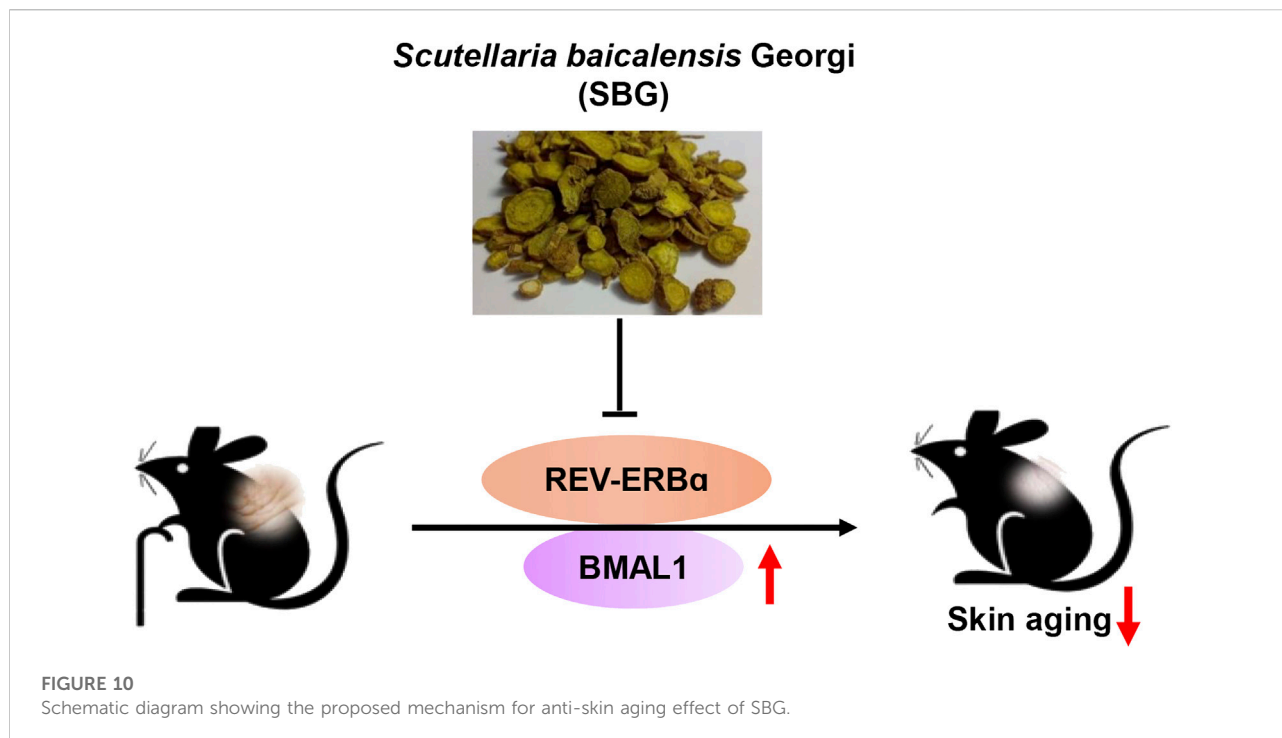 Scutellaria baicalensis Georgi
(SBG)
REV-ERBα
BMAL1
Skin aging
FIGURE 10
Schematic diagram showing the proposed mechanism for anti-skin aging effect of SBG.